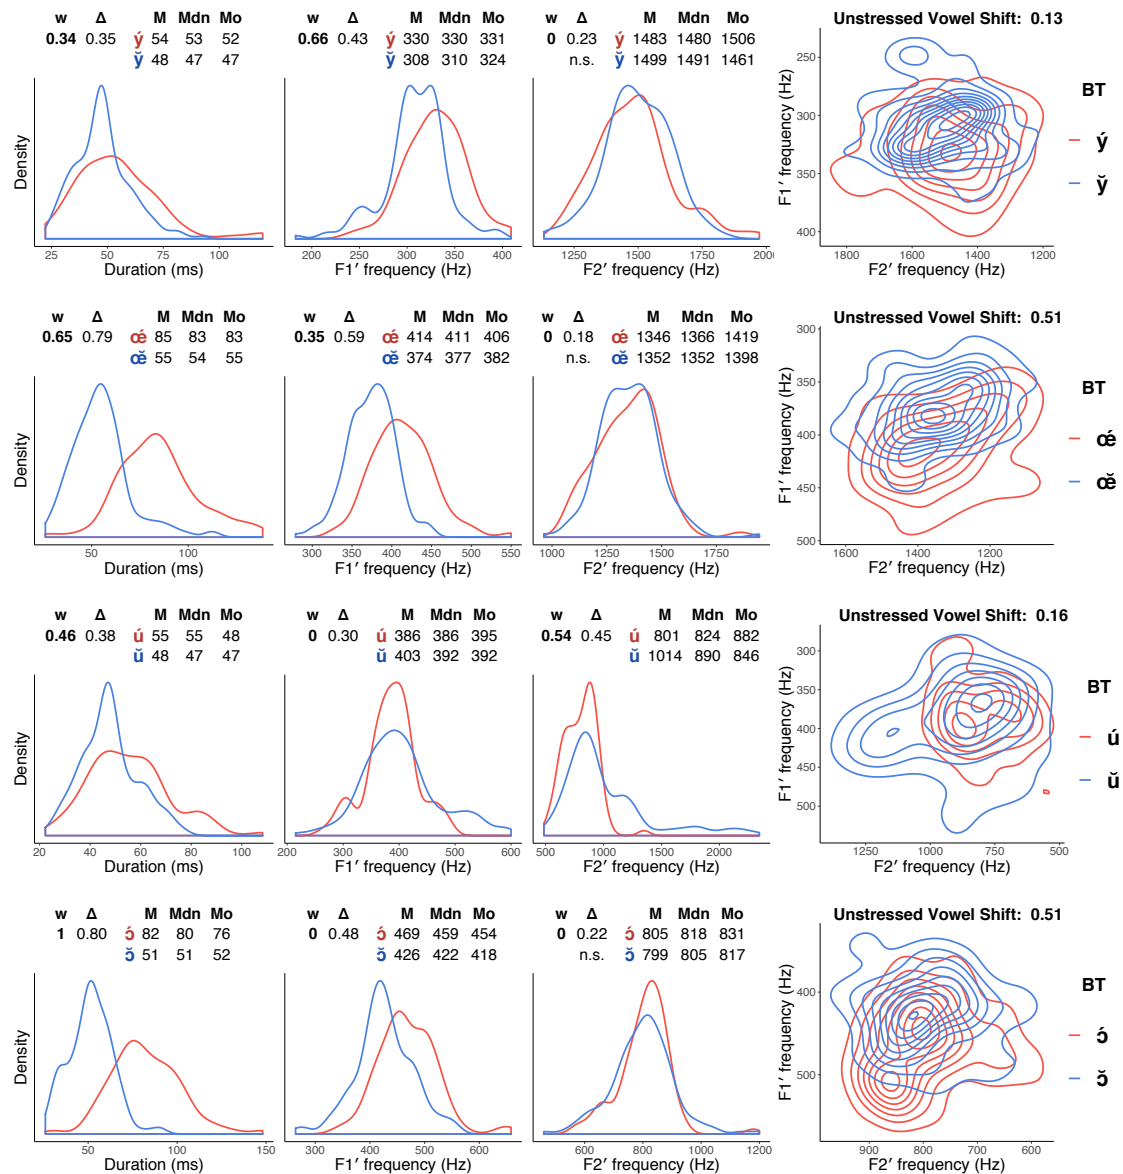 w Δ M Mdn Mo
0.34 0.35 ý 54 53 52
y̆ 48 47 47
w Δ M Mdn Mo
0.66 0.43 ý 330 330 331
y̆ 308 310 324
w Δ M Mdn Mo
0 0.23 ý 1483 1480 1506
n.s. y̆ 1499 1491 1461
Unstressed Vowel Shift: 0.13
Density
25 50 75 100
Duration (ms)
200 250 300 350 400
F1′ frequency (Hz)
1250 1500 1750 2000
F2′ frequency (Hz)
F1′ frequency (Hz)
250
300
350
400
1800 1600 1400 1200
F2′ frequency (Hz)
BT
ý
y̆
w Δ M Mdn Mo
0.65 0.79 œ́ 85 83 83
œ̆ 55 54 55
w Δ M Mdn Mo
0.35 0.59 œ́ 414 411 406
œ̆ 374 377 382
w Δ M Mdn Mo
0 0.18 œ́ 1346 1366 1419
n.s. œ̆ 1352 1352 1398
Unstressed Vowel Shift: 0.51
Density
50 100
Duration (ms)
300 350 400 450 500 550
F1′ frequency (Hz)
1000 1250 1500 1750
F2′ frequency (Hz)
F1′ frequency (Hz)
300
350
400
450
500
1600 1400 1200
F2′ frequency (Hz)
BT
œ́
œ̆
w Δ M Mdn Mo
0.46 0.38 ú 55 55 48
ŭ 48 47 47
w Δ M Mdn Mo
0 0.30 ú 386 386 395
ŭ 403 392 392
w Δ M Mdn Mo
0.54 0.45 ú 801 824 882
ŭ 1014 890 846
Unstressed Vowel Shift: 0.16
Density
20 40 60 80 100
Duration (ms)
200 300 400 500 600
F1′ frequency (Hz)
500 1000 1500 2000
F2′ frequency (Hz)
F1′ frequency (Hz)
300
350
400
450
500
1250 1000 750 500
F2′ frequency (Hz)
BT
ú
ŭ
w Δ M Mdn Mo
1 0.80 ɔ́ 82 80 76
ɔ̆ 51 51 52
w Δ M Mdn Mo
0 0.48 ɔ́ 469 459 454
ɔ̆ 426 422 418
w Δ M Mdn Mo
0 0.22 ɔ́ 805 818 831
n.s. ɔ̆ 799 805 817
Unstressed Vowel Shift: 0.51
Density
50 100 150
Duration (ms)
300 400 500 600
F1′ frequency (Hz)
600 800 1000 1200
F2′ frequency (Hz)
F1′ frequency (Hz)
400
500
900 800 700 600
F2′ frequency (Hz)
BT
ɔ́
ɔ̆